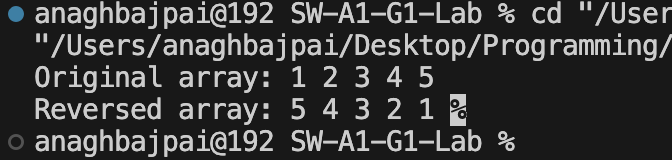 anaghbajpai@192 SW-A1-G1-Lab % cd "/User
"/Users/anaghbajpai/Desktop/Programming/
Original array: 1 2 3 4 5
Reversed array: 5 4 3 2 1 %
anaghbajpai@192 SW-A1-G1-Lab %